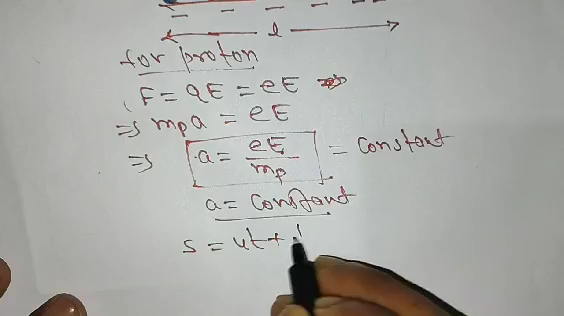 - - - - -
l
for proton
F = qE = eE ⇒
⇒ mpa = eE
⇒ a = eE/mp = constant
a = constant
s = ut +